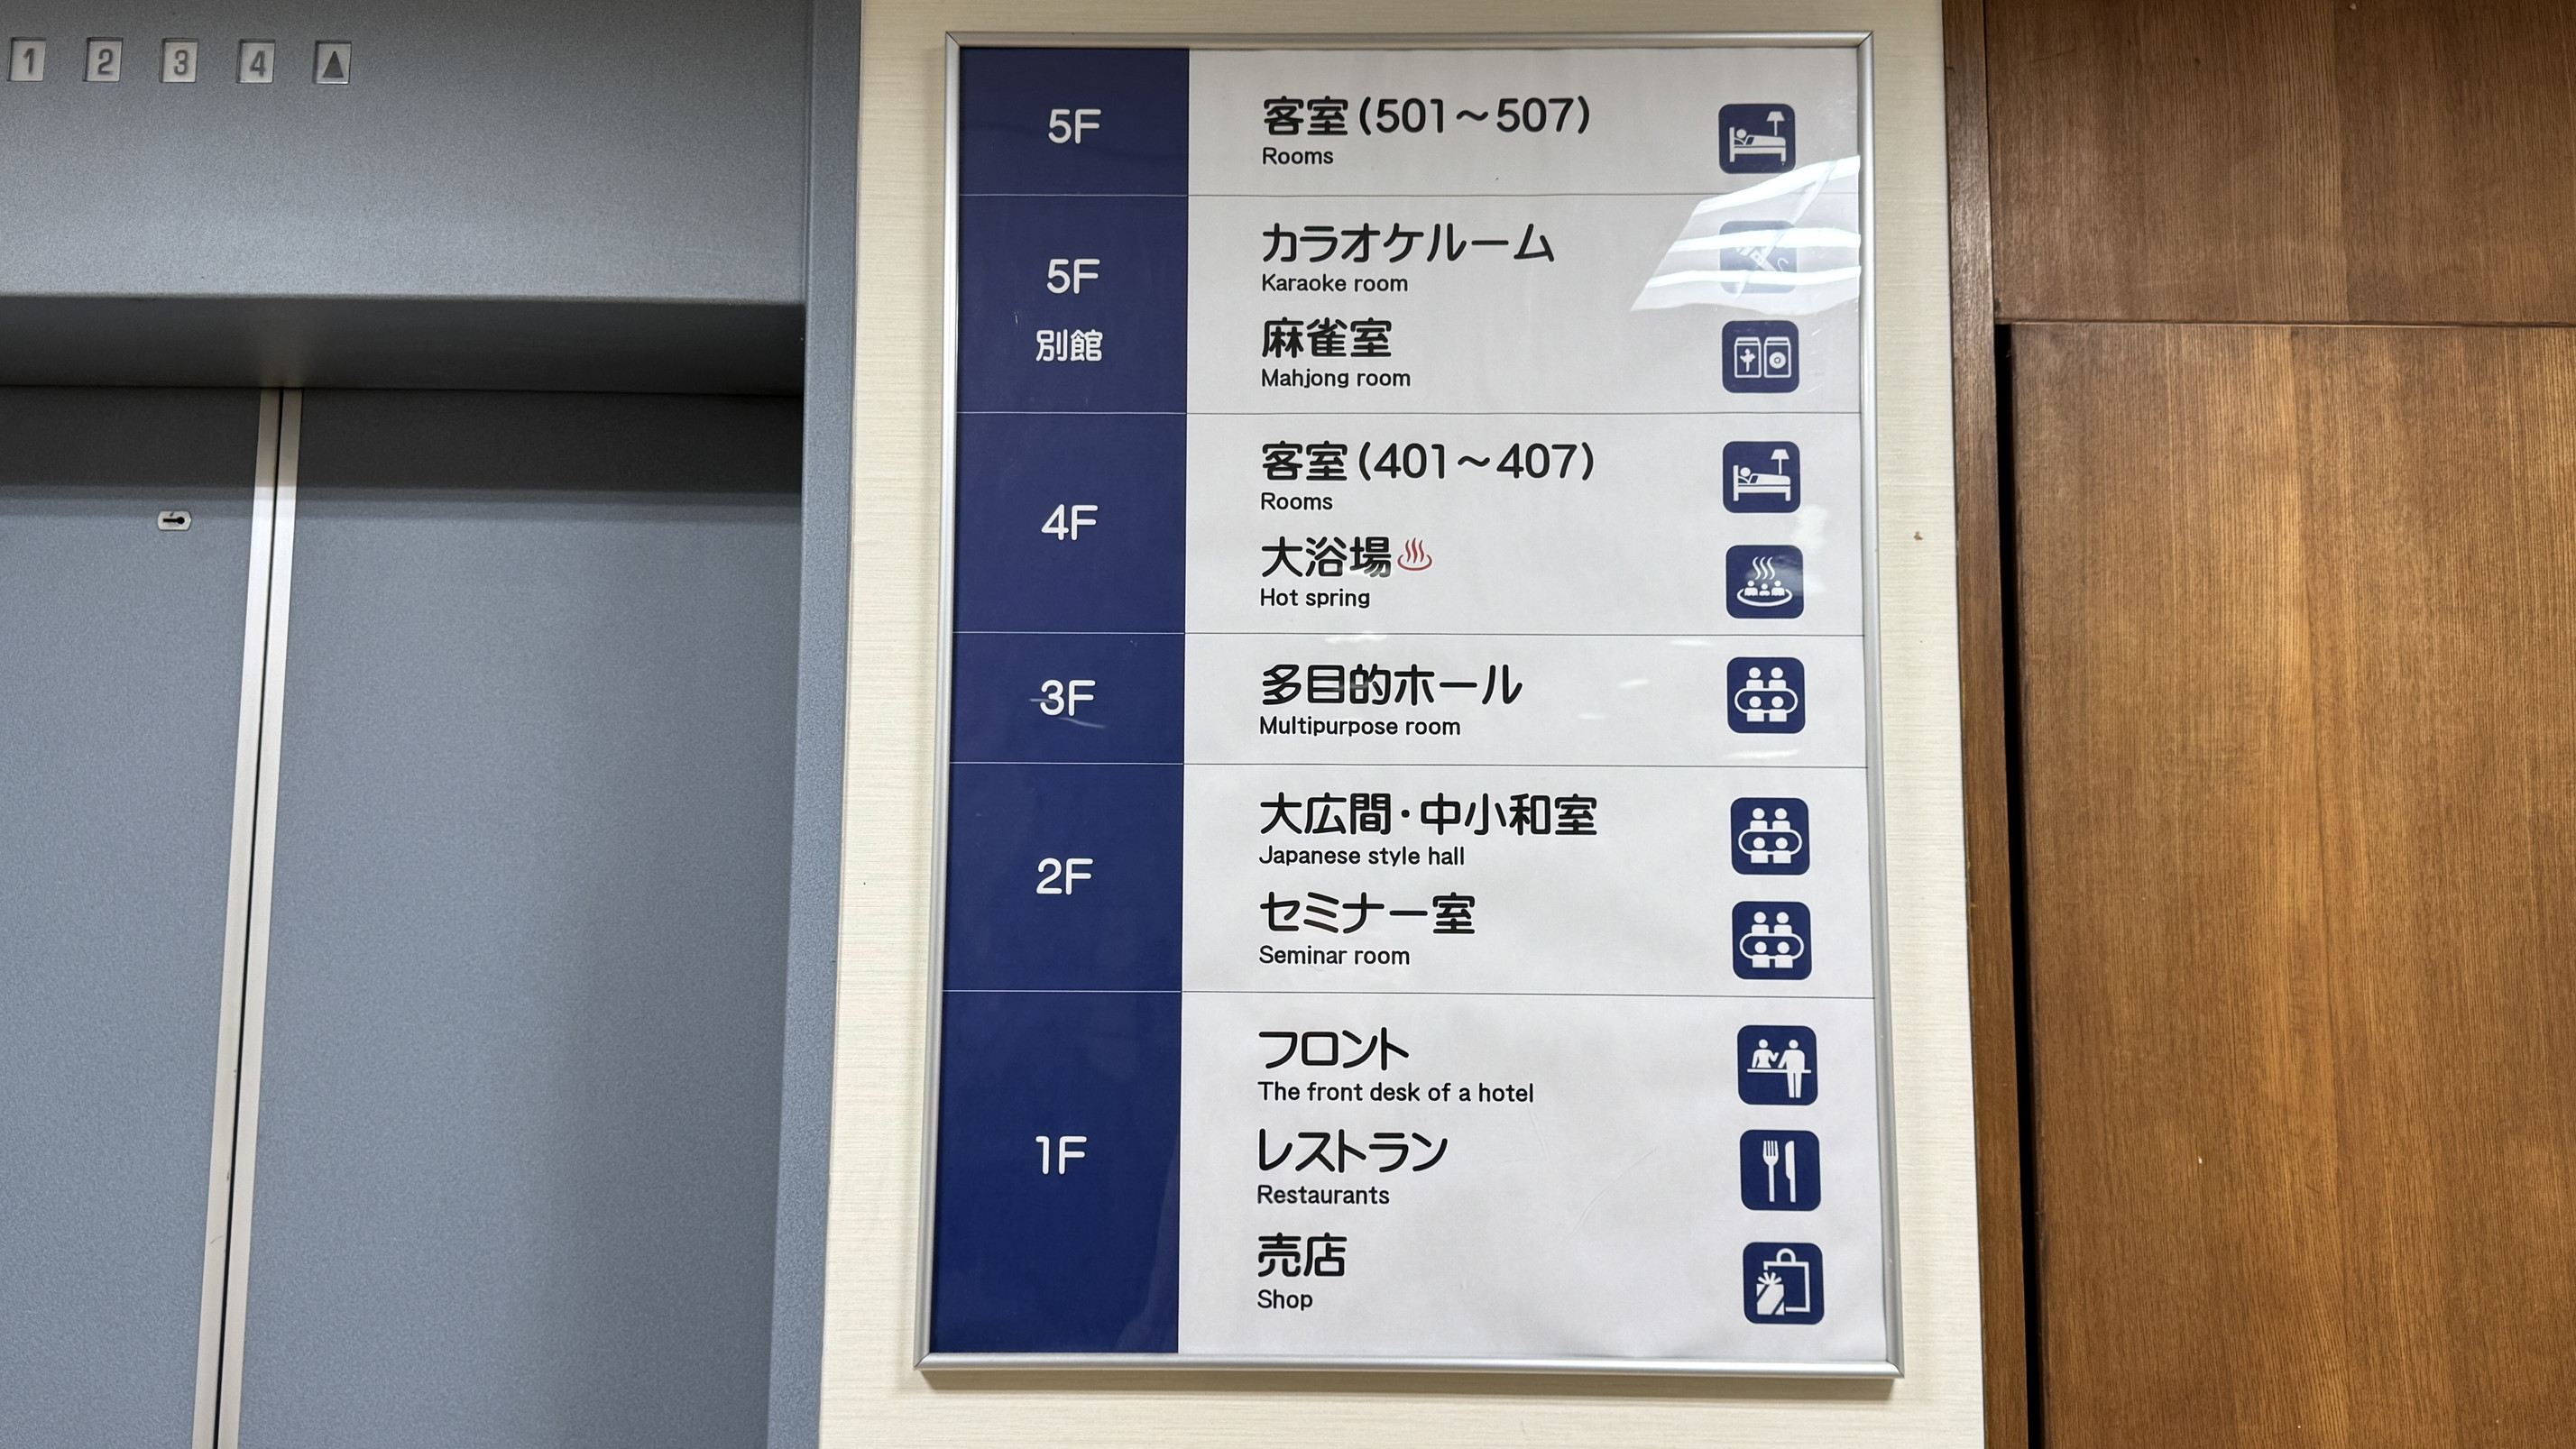 1 2 3 4 ▲
5F
客室(501～507)
Rooms
5F
別館
カラオケルーム
Karaoke room
麻雀室
Mahjong room
4F
客室(401～407)
Rooms
大浴場♨
Hot spring
3F
多目的ホール
Multipurpose room
2F
大広間・中小和室
Japanese style hall
セミナー室
Seminar room
1F
フロント
The front desk of a hotel
レストラン
Restaurants
売店
Shop